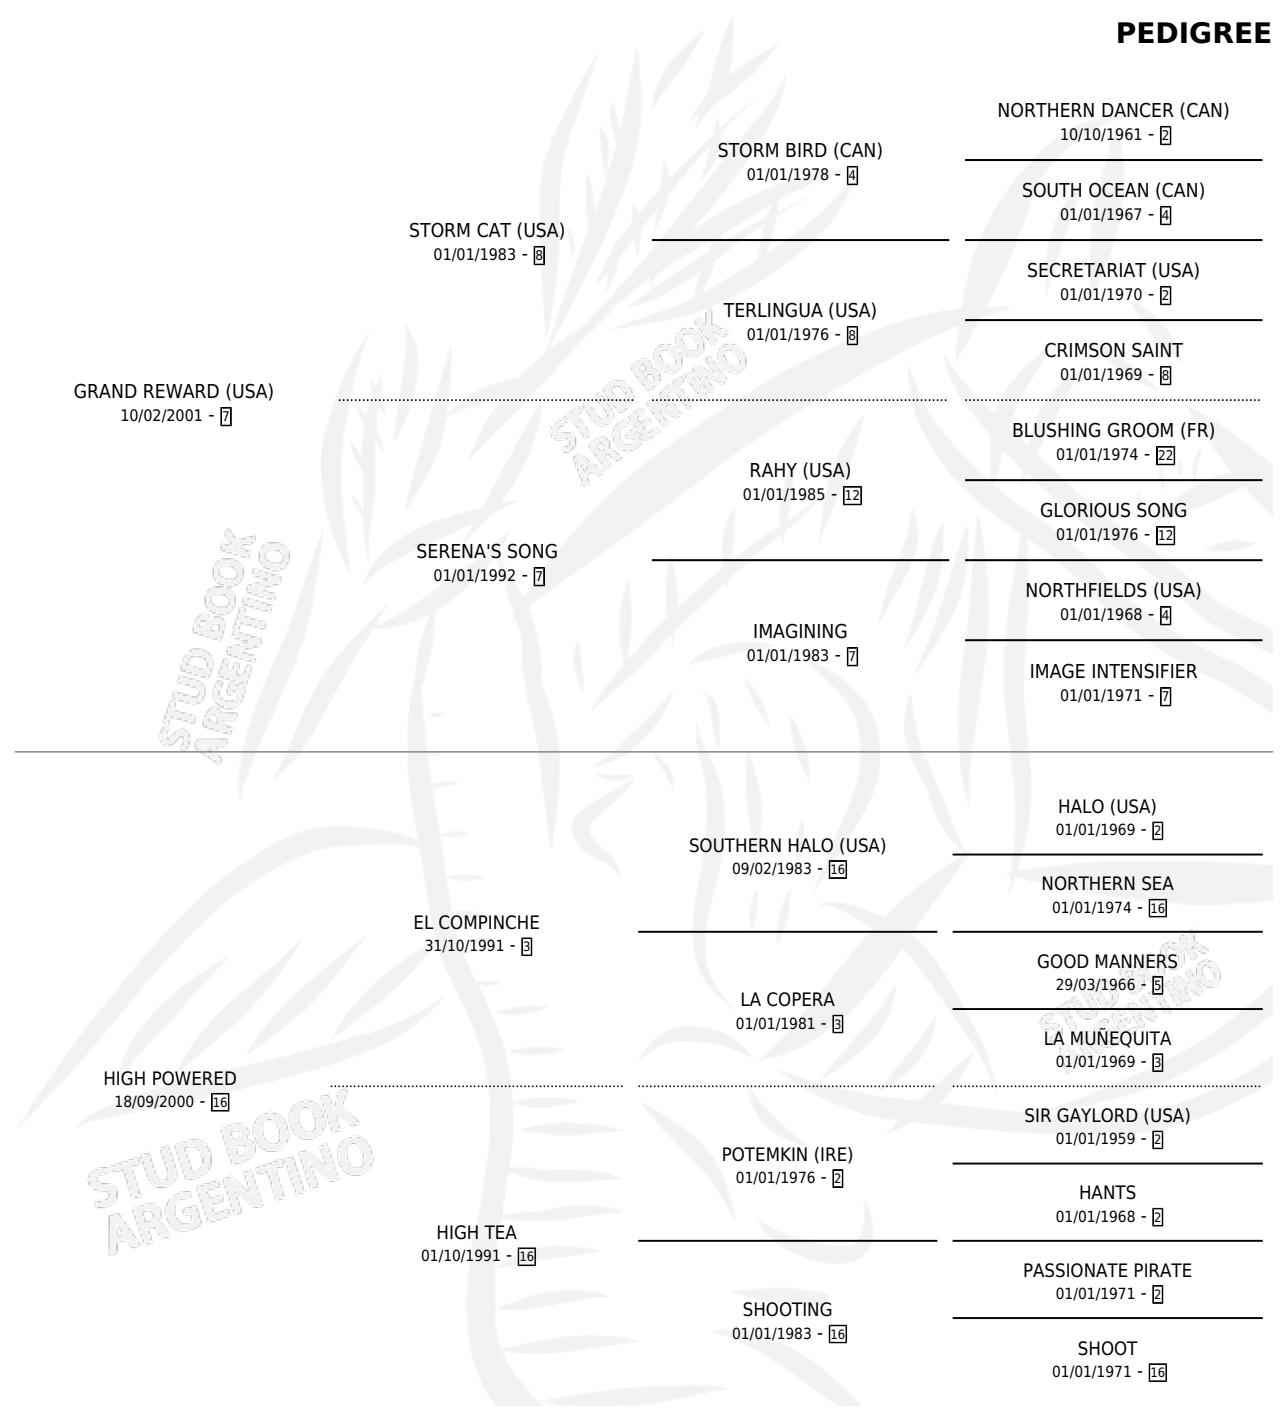 PEDIGREE
NORTHERN DANCER (CAN)
10/10/1961 - 2
STORM BIRD (CAN)
01/01/1978 - 4
SOUTH OCEAN (CAN)
01/01/1967 - 4
STORM CAT (USA)
01/01/1983 - 8
SECRETARIAT (USA)
01/01/1970 - 2
TERLINGUA (USA)
01/01/1976 - 8
CRIMSON SAINT
01/01/1969 - 8
GRAND REWARD (USA)
10/02/2001 - 7
BLUSHING GROOM (FR)
01/01/1974 - 22
RAHY (USA)
01/01/1985 - 12
GLORIOUS SONG
01/01/1976 - 12
SERENA'S SONG
01/01/1992 - 7
NORTHFIELDS (USA)
01/01/1968 - 4
IMAGINING
01/01/1983 - 7
IMAGE INTENSIFIER
01/01/1971 - 7
HALO (USA)
01/01/1969 - 2
SOUTHERN HALO (USA)
09/02/1983 - 16
NORTHERN SEA
01/01/1974 - 16
EL COMPINCHE
31/10/1991 - 3
GOOD MANNERS
29/03/1966 - 5
LA COPERA
01/01/1981 - 3
LA MUÑEQUITA
01/01/1969 - 3
HIGH POWERED
18/09/2000 - 16
SIR GAYLORD (USA)
01/01/1959 - 2
POTEMKIN (IRE)
01/01/1976 - 2
HANTS
01/01/1968 - 2
HIGH TEA
01/10/1991 - 16
PASSIONATE PIRATE
01/01/1971 - 2
SHOOTING
01/01/1983 - 16
SHOOT
01/01/1971 - 16
STUD BOOK
ARGENTINO
STUD BOOK
ARGENTINO
STUD BOOK
ARGENTINO
STUD BOOK
ARGENTINO